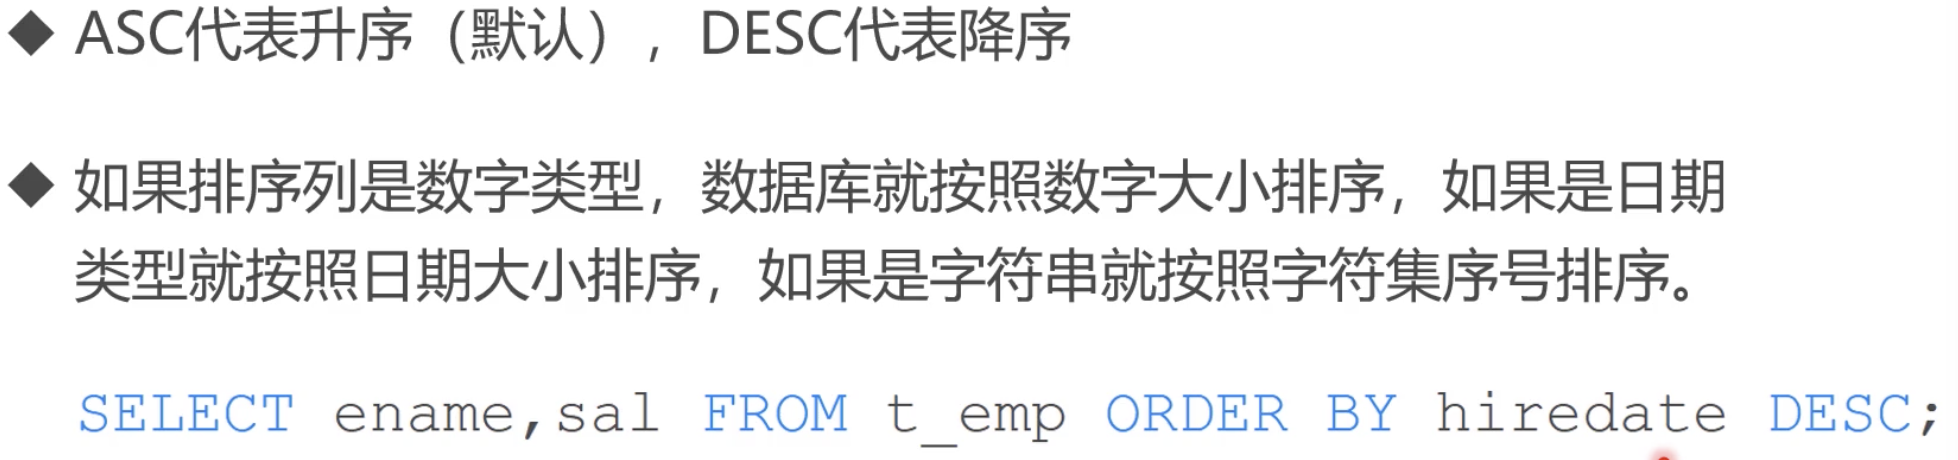 ◆ ASC代表升序（默认），DESC代表降序
◆ 如果排序列是数字类型，数据库就按照数字大小排序，如果是日期
类型就按照日期大小排序，如果是字符串就按照字符集序号排序。
SELECT ename,sal FROM t_emp ORDER BY hiredate DESC;